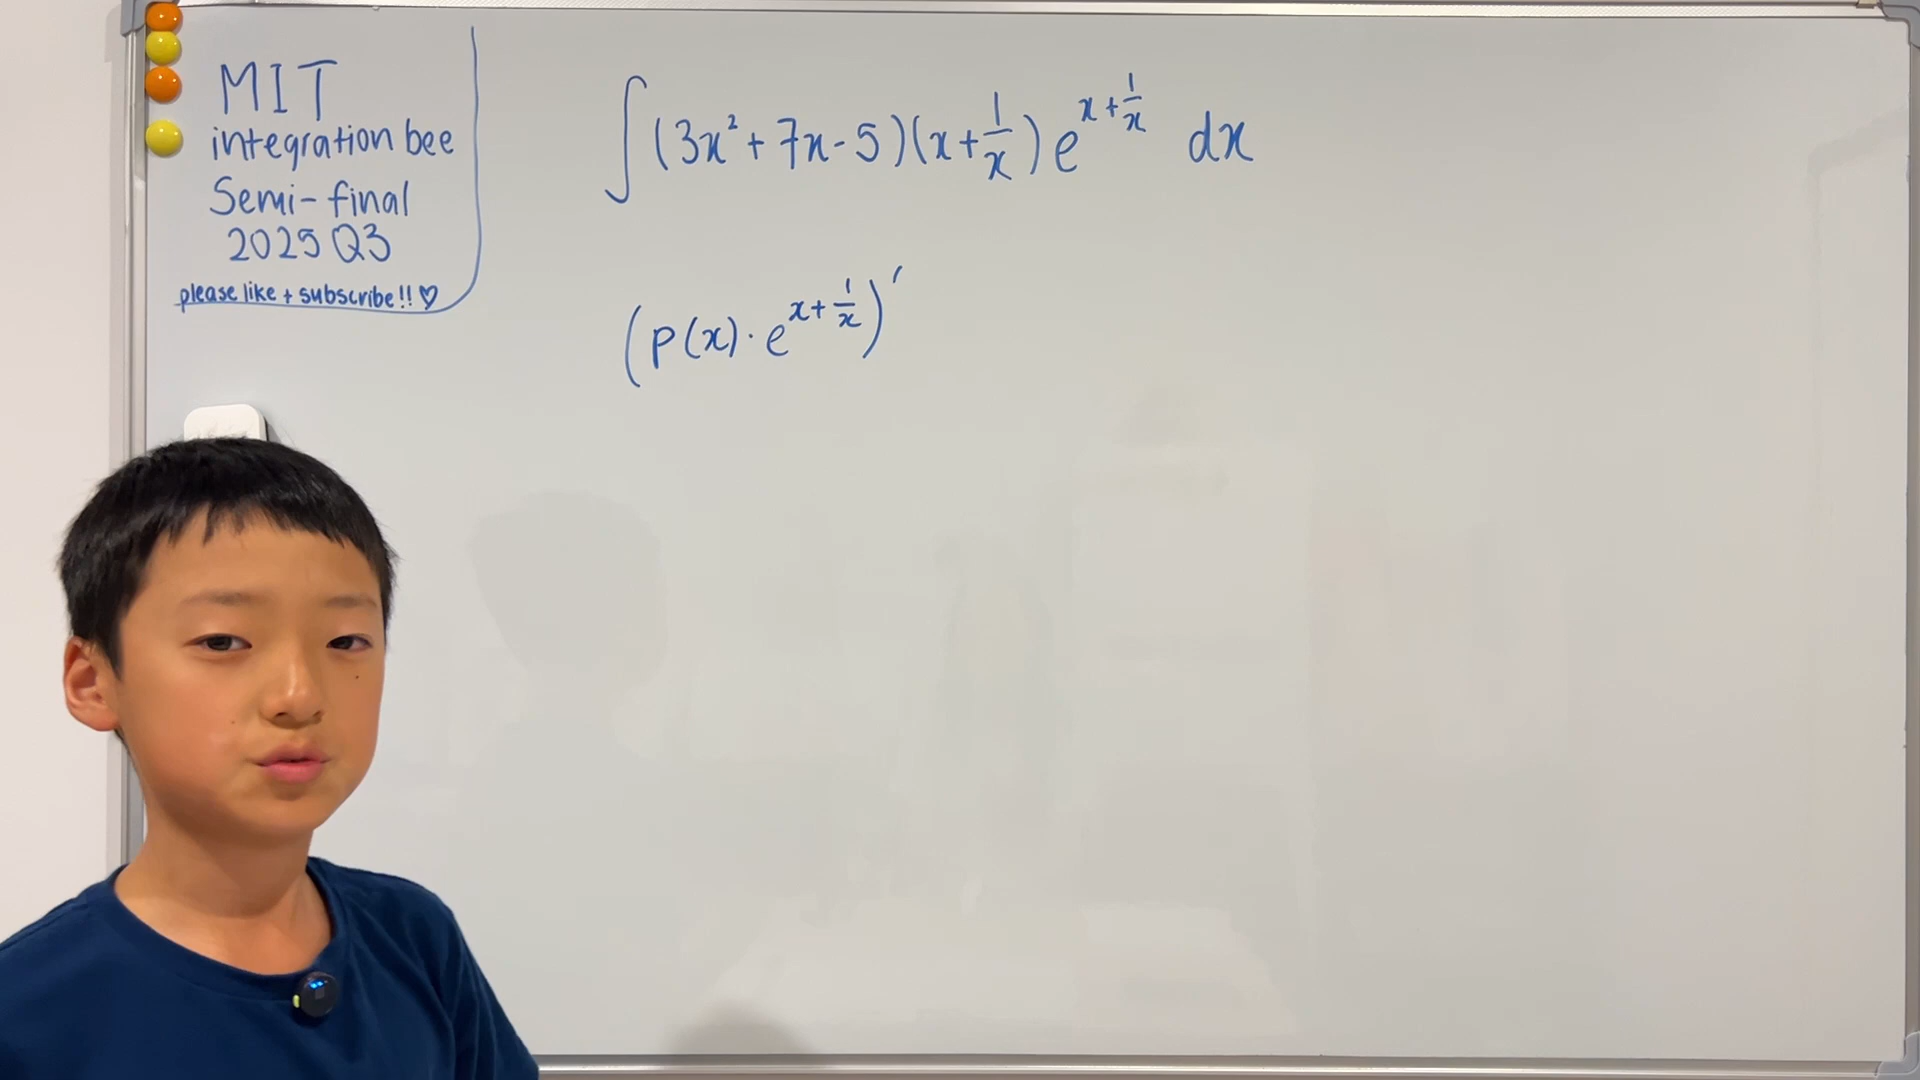 MIT
integration bee
Semi-final
2025 Q3
please like + subscribe!! ♡
∫(3x²+7x-5)(x+1/x)e^(x+1/x) dx
(p(x)·e^(x+1/x))′